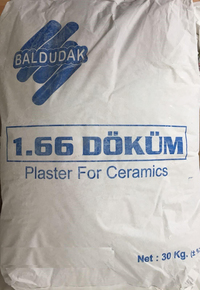 BALDUDAK
1.66 DÖKÜM
Plaster For Ceramics
Net : 30 Kg.